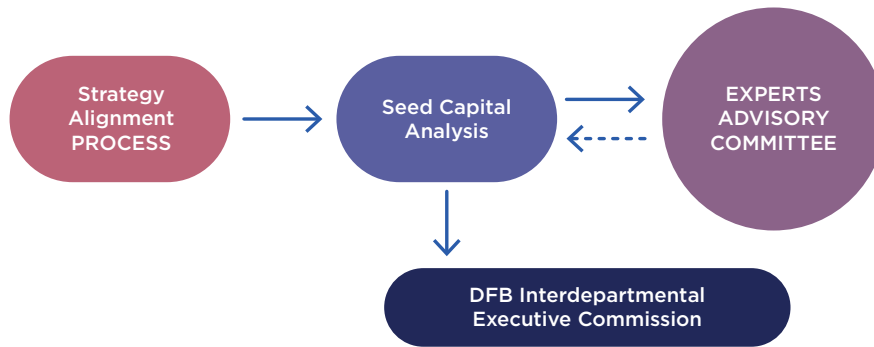 Strategy
Alignment
PROCESS
Seed Capital
Analysis
EXPERTS
ADVISORY
COMMITTEE
DFB Interdepartmental
Executive Commission